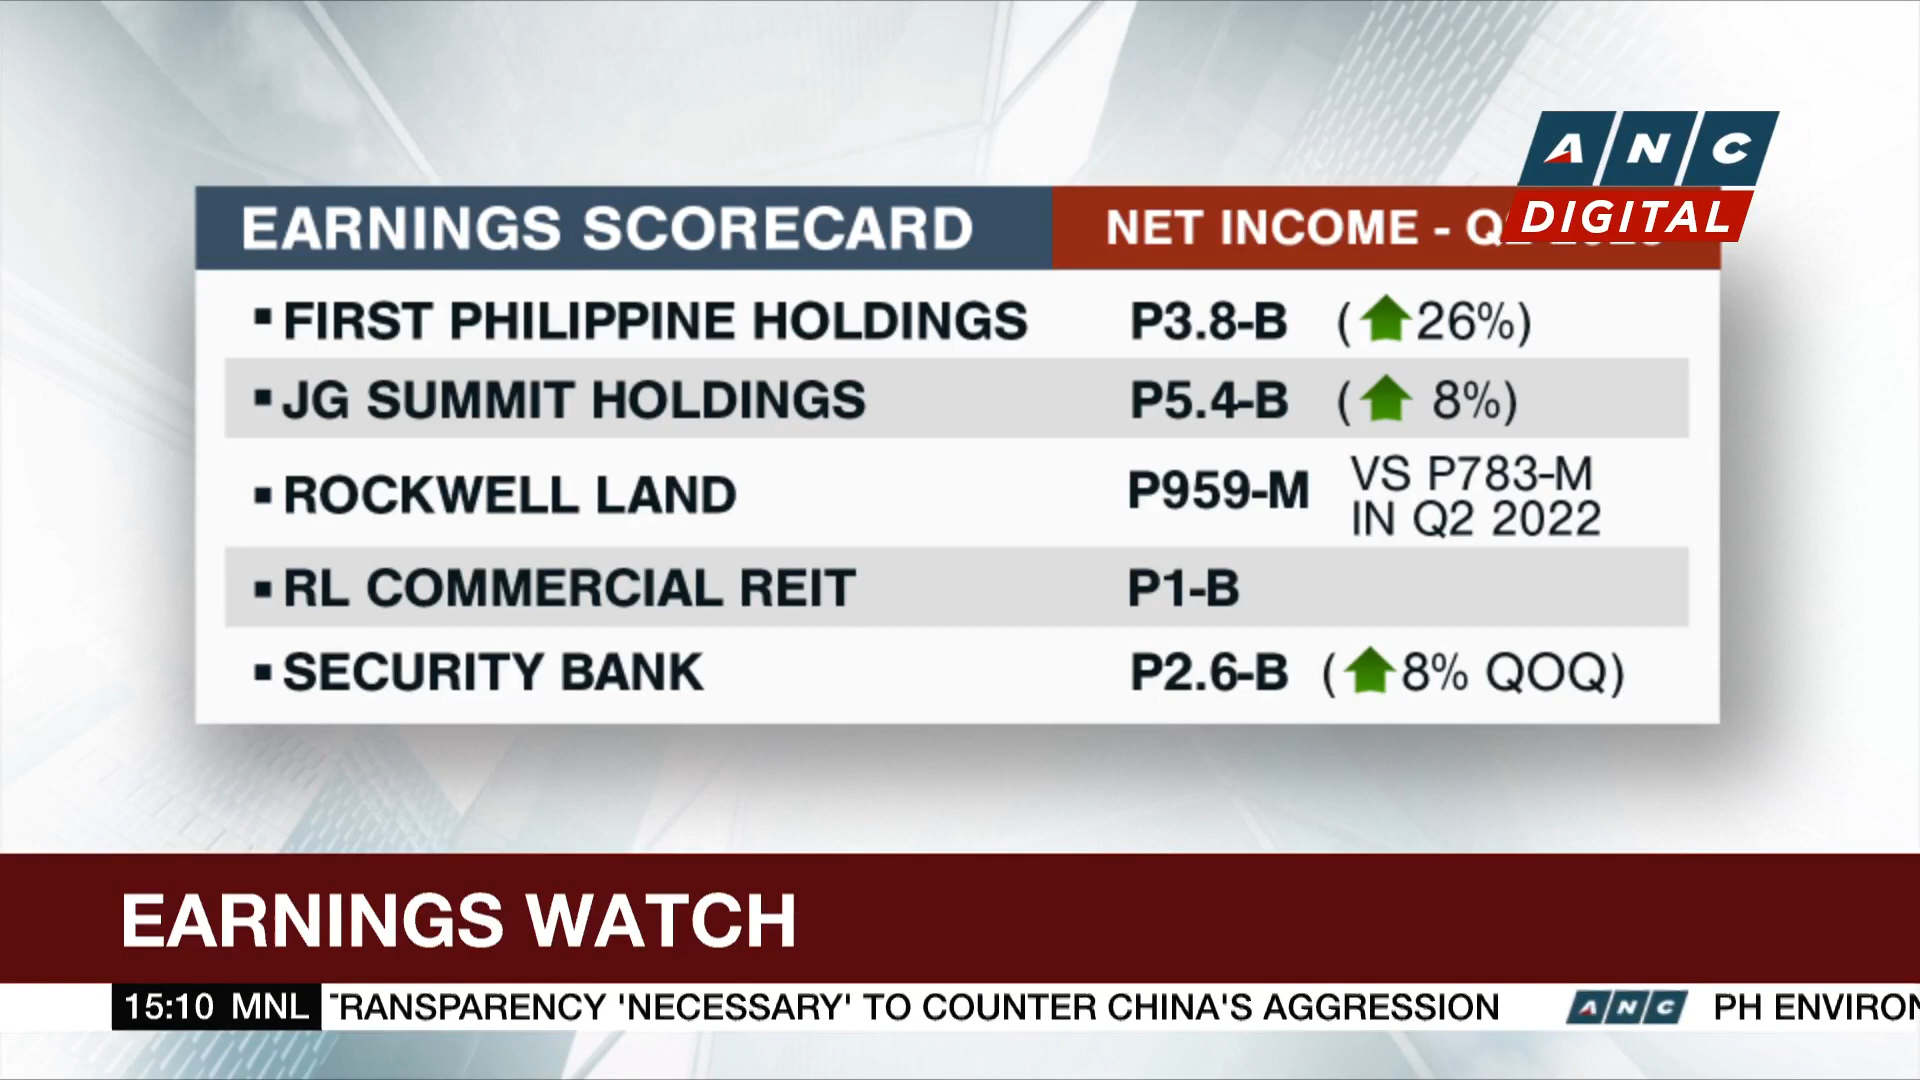 ANC
DIGITAL
EARNINGS SCORECARD
NET INCOME -
▪ FIRST PHILIPPINE HOLDINGS P3.8-B (⬆26%)
▪ JG SUMMIT HOLDINGS P5.4-B (⬆ 8%)
▪ ROCKWELL LAND P959-M VS P783-M
IN Q2 2022
▪ RL COMMERCIAL REIT P1-B
▪ SECURITY BANK P2.6-B (⬆8% QOQ)
EARNINGS WATCH
15:10 MNL TRANSPARENCY 'NECESSARY' TO COUNTER CHINA'S AGGRESSION ANC PH ENVIRON